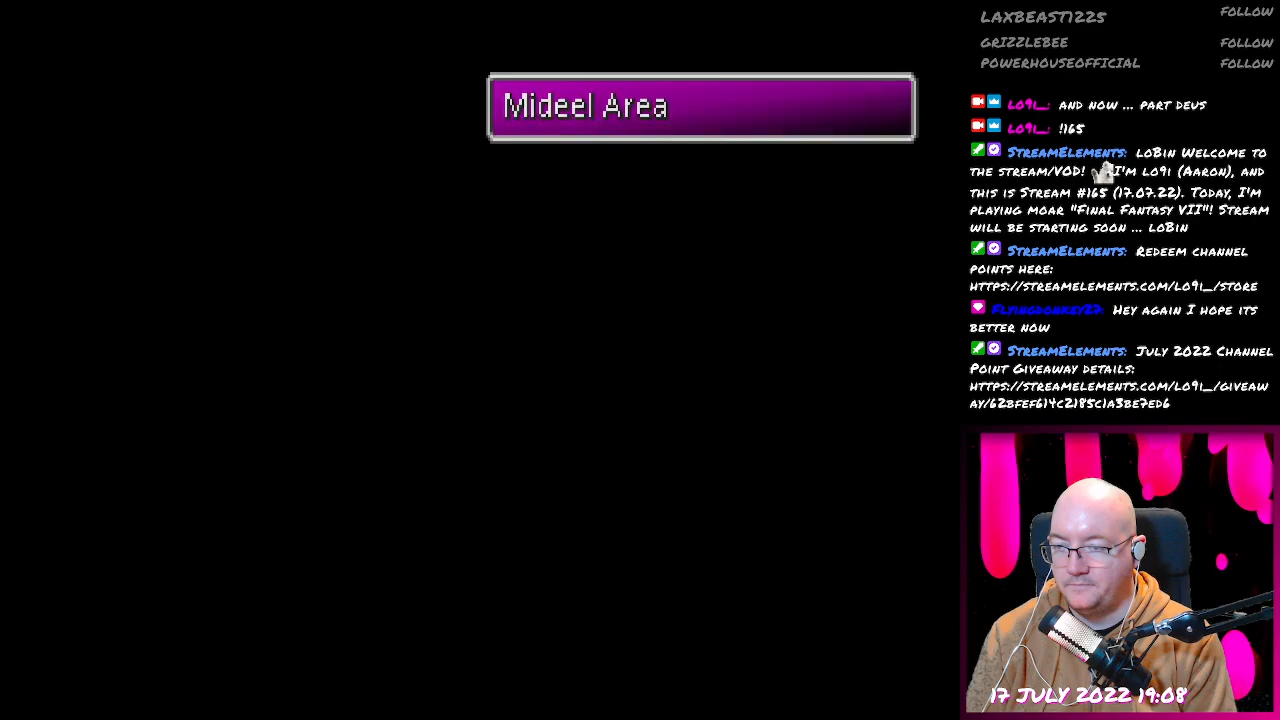 LAXBEAST1225 FOLLOW
GRIZZLEBEE FOLLOW
POWERHOUSEOFFICIAL FOLLOW
Mideel Area
LO9I_: AND NOW ... PART DEUS
LO9I_: !165
STREAMELEMENTS: LOBIN WELCOME TO
THE STREAM/VOD! I'M LO9I (AARON), AND
THIS IS STREAM #165 (17.07.22). TODAY, I'M
PLAYING MOAR "FINAL FANTASY VII"! STREAM
WILL BE STARTING SOON ... LOBIN
STREAMELEMENTS: REDEEM CHANNEL
POINTS HERE:
HTTPS://STREAMELEMENTS.COM/LO9I_/STORE
FLYINGDONKEY27: HEY AGAIN I HOPE ITS
BETTER NOW
STREAMELEMENTS: JULY 2022 CHANNEL
POINT GIVEAWAY DETAILS:
HTTPS://STREAMELEMENTS.COM/LO9I_/GIVEAW
AY/62BFEF614C2185C1A3BE7ED6
17 JULY 2022 19:08